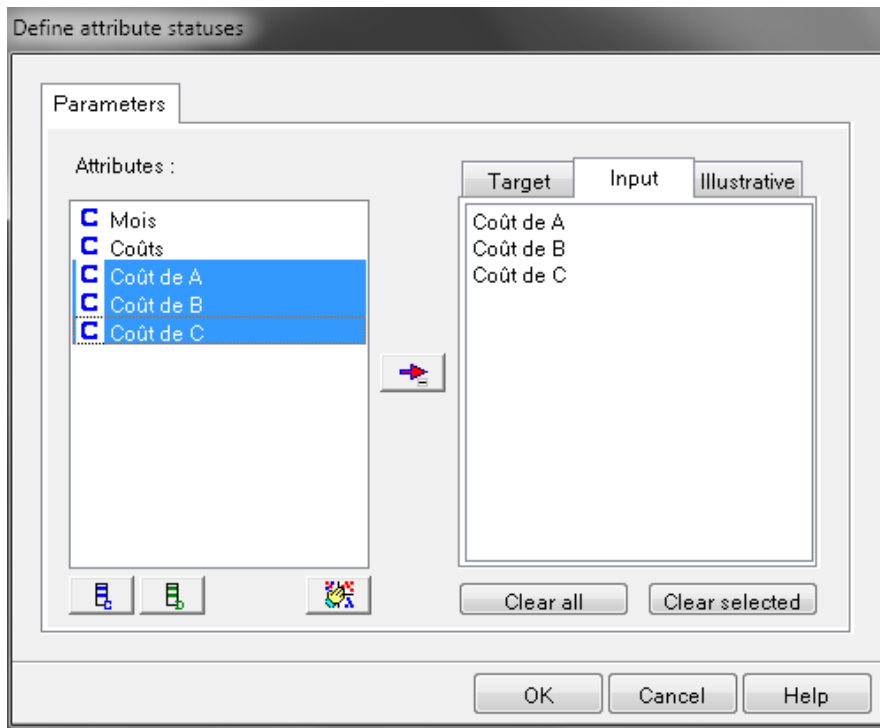 Define attribute statuses
Parameters
Attributes :
C Mois
C Coûts
C Coût de A
C Coût de B
C Coût de C
Target Input Illustrative
Coût de A
Coût de B
Coût de C
Clear all Clear selected
OK Cancel Help